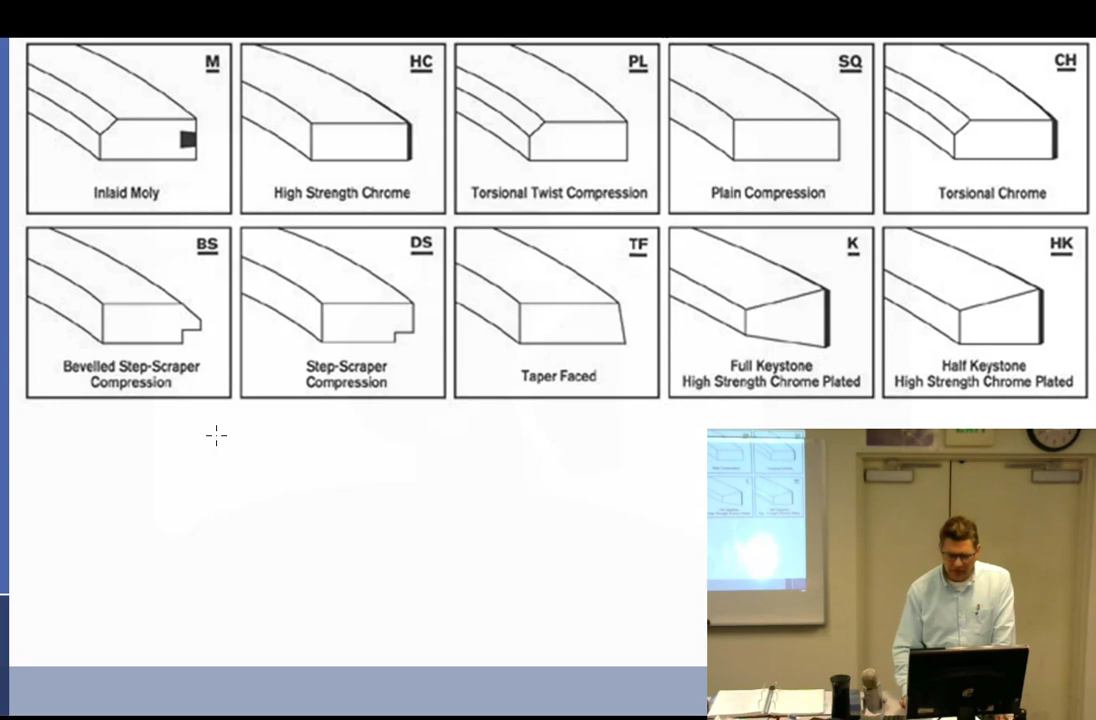 M
Inlaid Moly
HC
High Strength Chrome
PL
Torsional Twist Compression
SQ
Plain Compression
CH
Torsional Chrome
BS
Bevelled Step-Scraper
Compression
DS
Step-Scraper
Compression
TF
Taper Faced
K
Full Keystone
High Strength Chrome Plated
HK
Half Keystone
High Strength Chrome Plated
EXIT